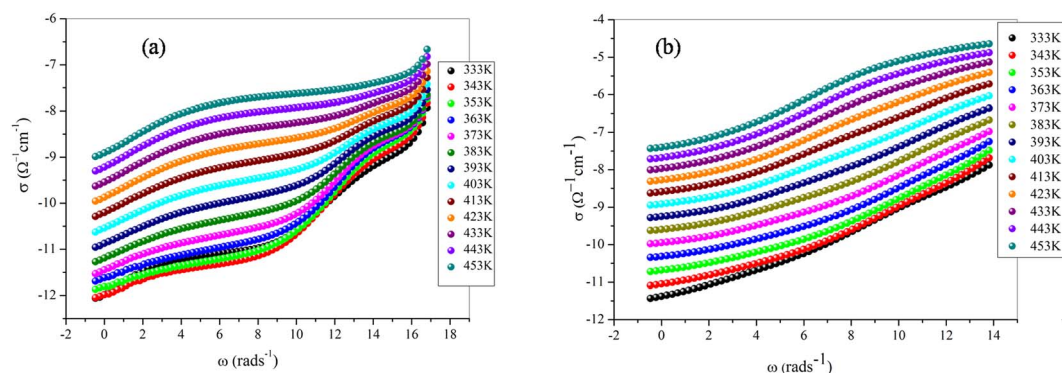 (a)
-6
-7
-8
-9
-10
-11
-12
σ (Ω⁻¹cm⁻¹)
0 2 4 6 8 10 12 14 16 18
ω (rads⁻¹)
333K
343K
353K
363K
373K
383K
393K
403K
413K
423K
433K
443K
453K
(b)
-4
-5
-6
-7
-8
-9
-10
-11
-12
σ (Ω⁻¹cm⁻¹)
0 2 4 6 8 10 12 14
ω (rads⁻¹)
333K
343K
353K
363K
373K
383K
393K
403K
413K
423K
433K
443K
453K